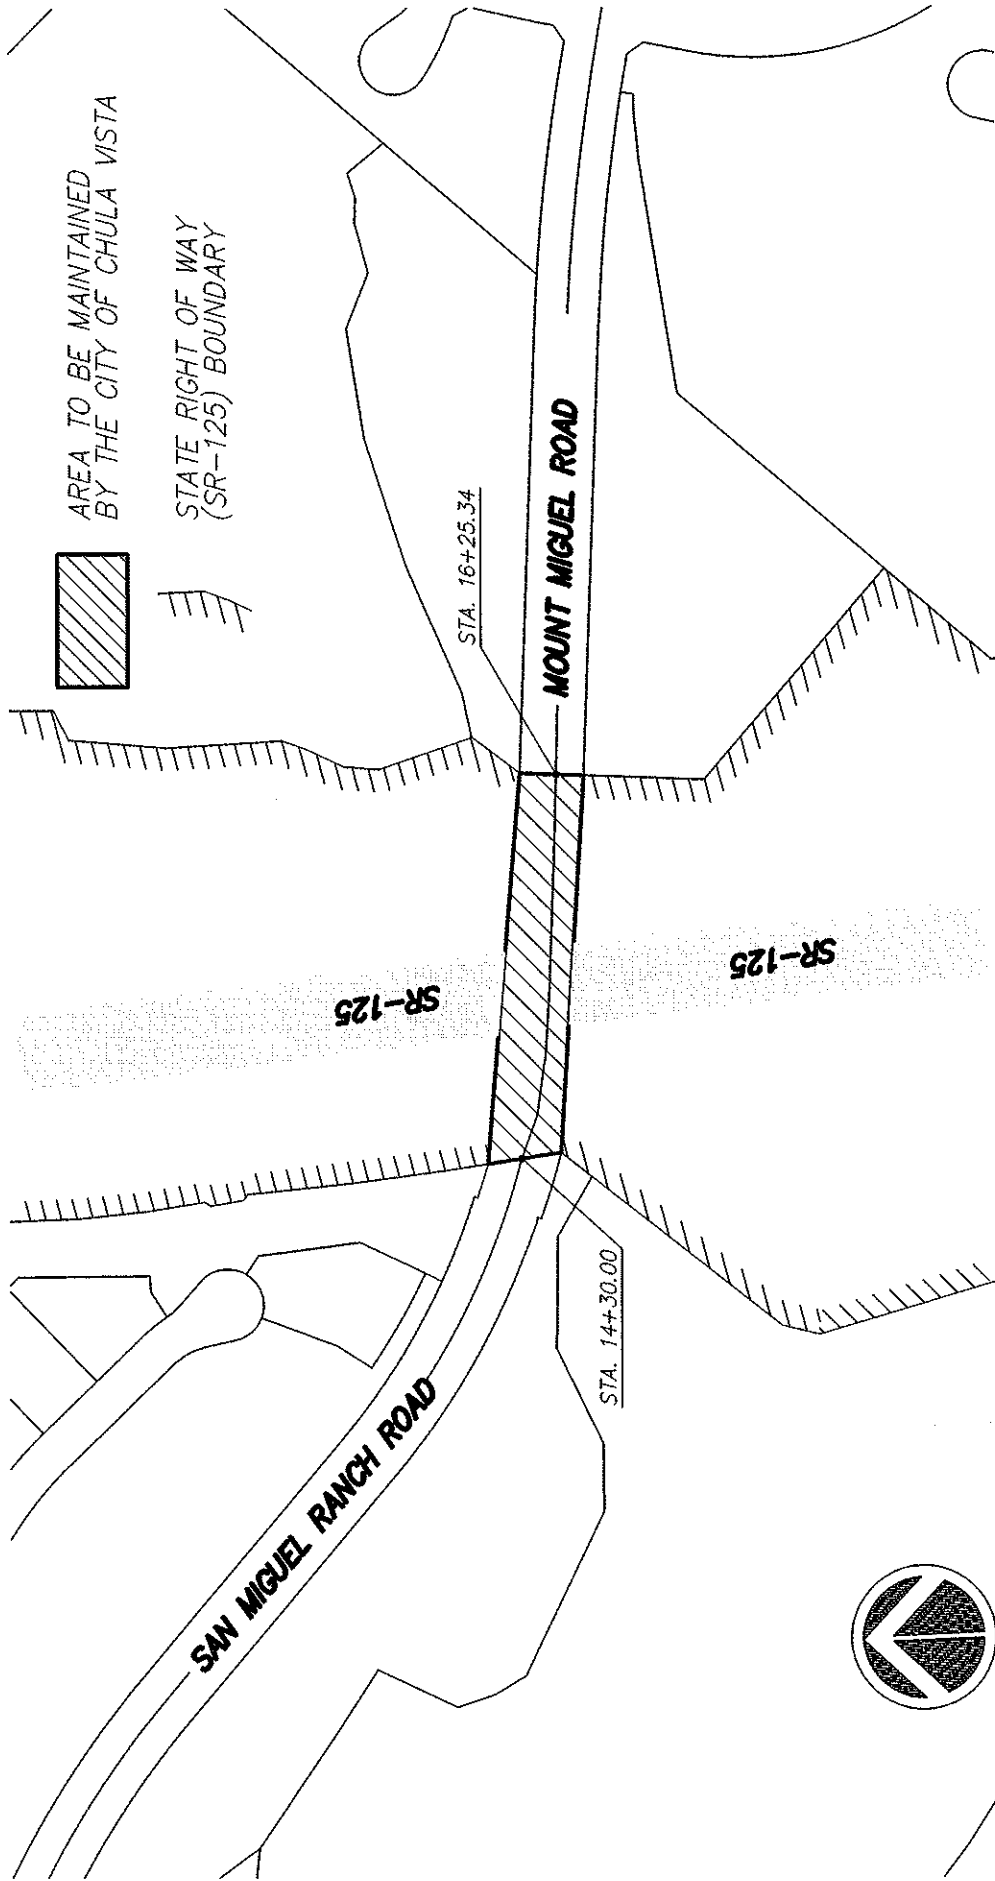 AREA TO BE MAINTAINED
BY THE CITY OF CHULA VISTA
STATE RIGHT OF WAY
(SR-125) BOUNDARY
STA. 16+25.34
MOUNT MIGUEL ROAD
SR-125
SR-125
STA. 14+30.00
SAN MIGUEL RANCH ROAD